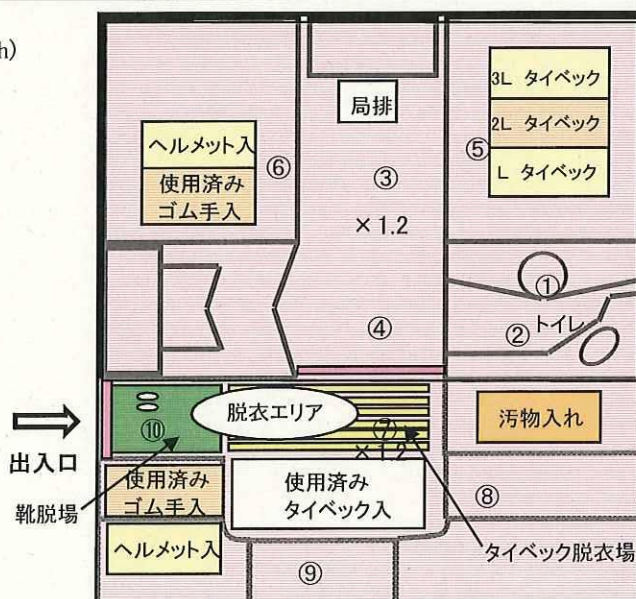 h)
局排
3L タイベック
2L タイベック
L タイベック
⑤
ヘルメット入
使用済み
ゴム手入
⑥
③
×1.2
④
①
②
トイレ
脱衣エリア
⑩
⑦
×1.2
汚物入れ
出入口
靴脱場
使用済み
ゴム手入
使用済み
タイベック入
⑧
ヘルメット入
⑨
タイベック脱衣場